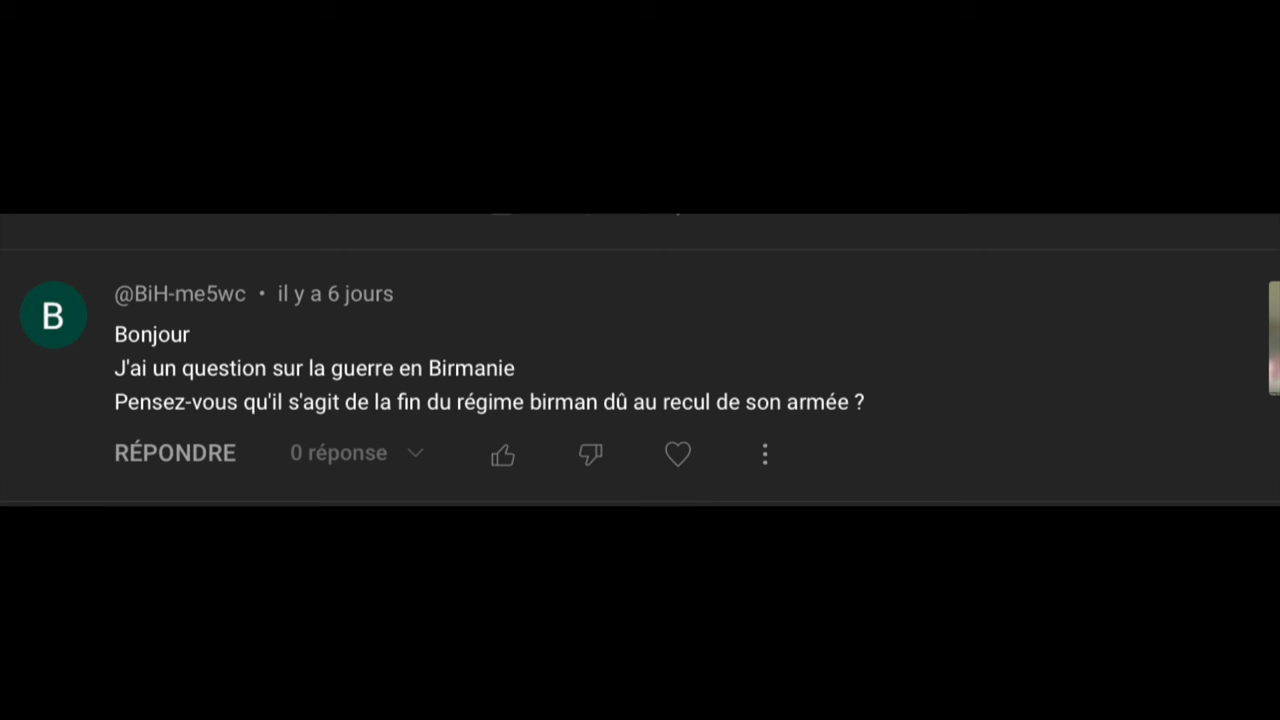 B
@BiH-me5wc • il y a 6 jours
Bonjour
J'ai un question sur la guerre en Birmanie
Pensez-vous qu'il s'agit de la fin du régime birman dû au recul de son armée ?
RÉPONDRE 0 réponse